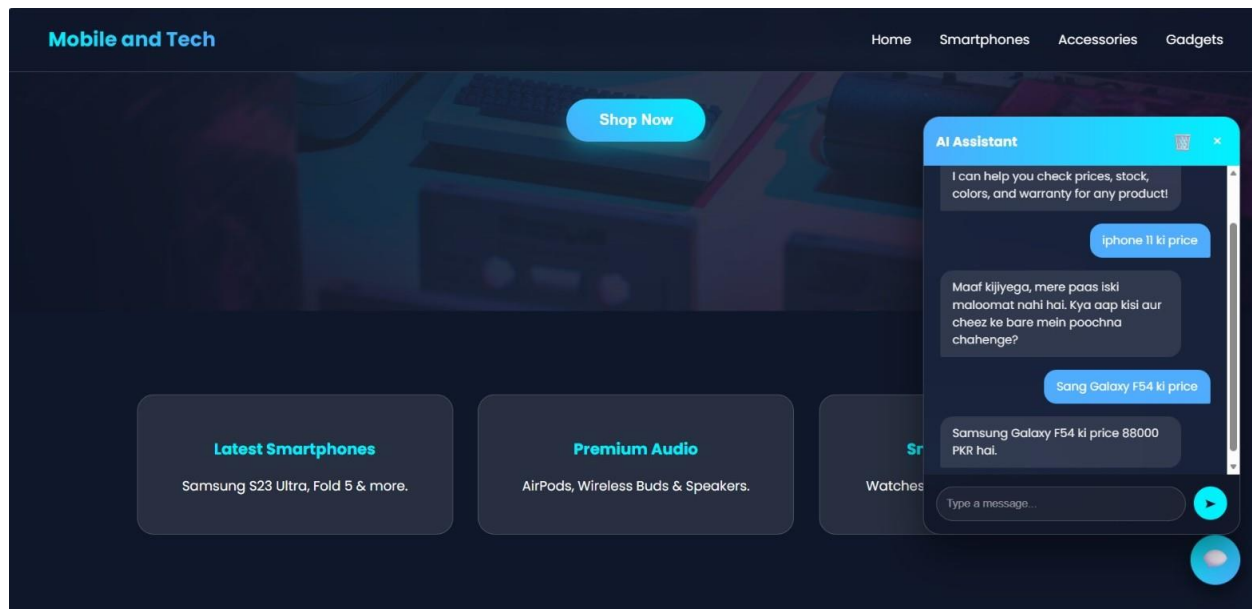 Mobile and Tech
Home Smartphones Accessories Gadgets
Shop Now
Latest Smartphones
Samsung S23 Ultra, Fold 5 & more.
Premium Audio
AirPods, Wireless Buds & Speakers.
Watches
AI Assistant
×
I can help you check prices, stock,
colors, and warranty for any product!
iphone 11 ki price
Maaf kijiyega, mere paas iski
maloomat nahi hai. Kya aap kisi aur
cheez ke bare mein poochna
chahenge?
Sang Galaxy F54 ki price
Samsung Galaxy F54 ki price 88000
PKR hai.
Type a message...